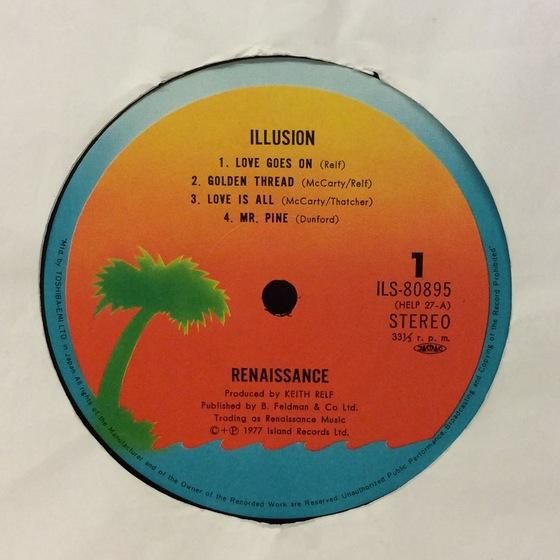 ILLUSION
1. LOVE GOES ON (Relf)
2. GOLDEN THREAD (McCarty/Relf)
3. LOVE IS ALL (McCarty/Thatcher)
4. MR. PINE (Dunford)
1
ILS-80895
(HELP 27-A)
STEREO
33⅓ r. p. m.
JASRAC
RENAISSANCE
Produced by KEITH RELF
Published by B. Feldman & Co Ltd.
Trading as Renaissance Music
©+℗ 1977 Island Records Ltd.
"Mfd. by TOSHIBA-EMI LTD. in Japan All rights of the Manufacturer and of the Owner of the Recorded Work are Reserved. Unauthorized Public Performance, Broadcasting and Copying of the Record Prohibited"